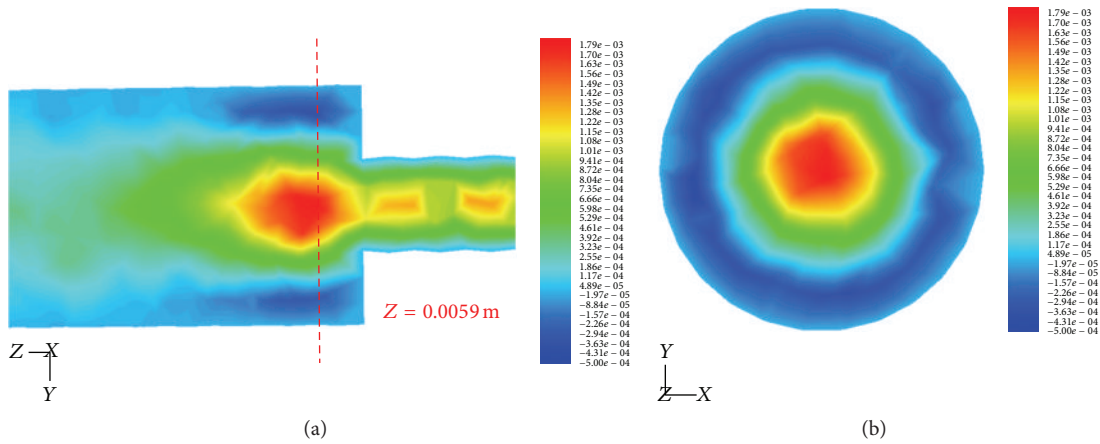 1.79e − 03
1.70e − 03
1.63e − 03
1.56e − 03
1.49e − 03
1.42e − 03
1.35e − 03
1.28e − 03
1.22e − 03
1.15e − 03
1.08e − 03
1.01e − 03
9.41e − 04
8.72e − 04
8.04e − 04
7.35e − 04
6.66e − 04
5.98e − 04
5.29e − 04
4.61e − 04
3.92e − 04
3.23e − 04
2.55e − 04
1.86e − 04
1.17e − 04
4.89e − 05
−1.97e − 05
−8.84e − 05
−1.57e − 04
−2.26e − 04
−2.94e − 04
−3.63e − 04
−4.31e − 04
−5.00e − 04
Z = 0.0059 m
Z X
Y
(a)
1.79e − 03
1.70e − 03
1.63e − 03
1.56e − 03
1.49e − 03
1.42e − 03
1.35e − 03
1.28e − 03
1.22e − 03
1.15e − 03
1.08e − 03
1.01e − 03
9.41e − 04
8.72e − 04
8.04e − 04
7.35e − 04
6.66e − 04
5.98e − 04
5.29e − 04
4.61e − 04
3.92e − 04
3.23e − 04
2.55e − 04
1.86e − 04
1.17e − 04
4.89e − 05
−1.97e − 05
−8.84e − 05
−1.57e − 04
−2.26e − 04
−2.94e − 04
−3.63e − 04
−4.31e − 04
−5.00e − 04
Y
Z X
(b)